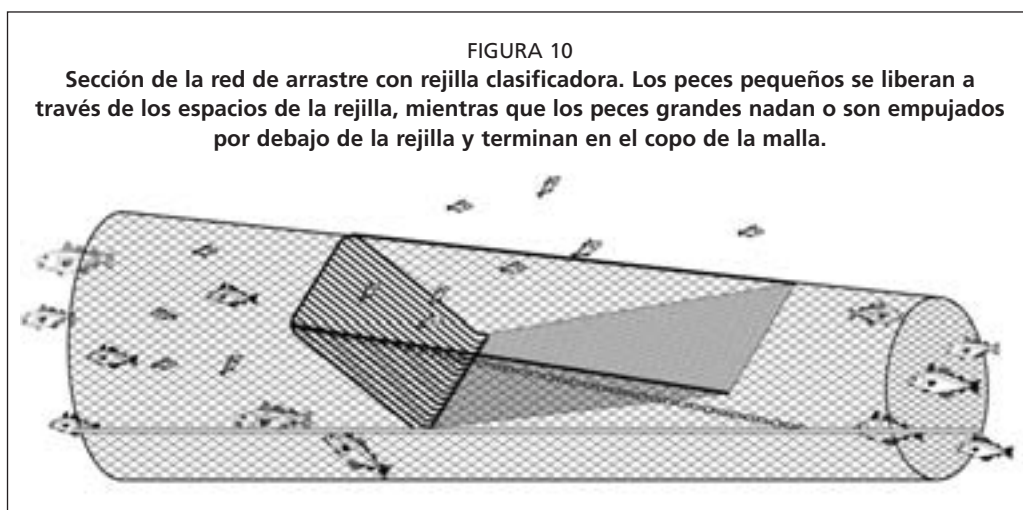 FIGURA 10
Sección de la red de arrastre con rejilla clasificadora. Los peces pequeños se liberan a
través de los espacios de la rejilla, mientras que los peces grandes nadan o son empujados
por debajo de la rejilla y terminan en el copo de la malla.